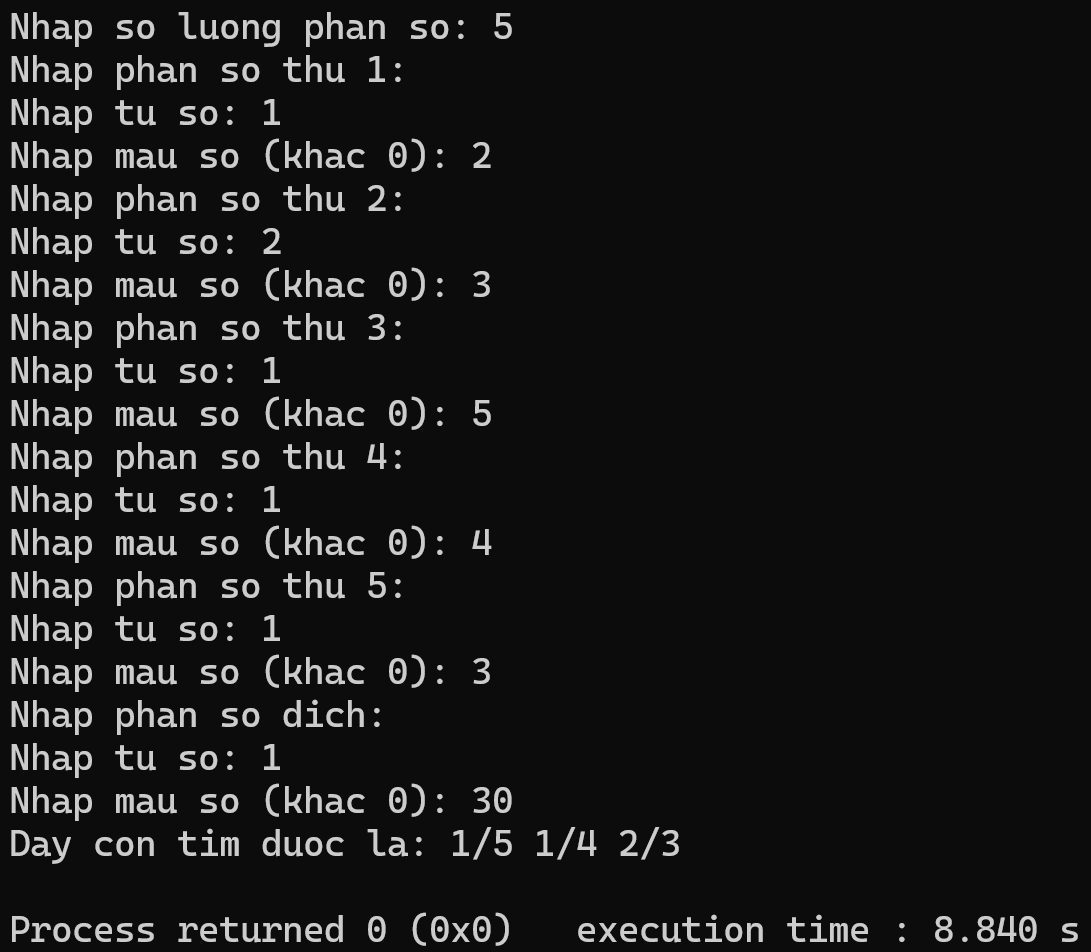 Nhap so luong phan so: 5
Nhap phan so thu 1:
Nhap tu so: 1
Nhap mau so (khac 0): 2
Nhap phan so thu 2:
Nhap tu so: 2
Nhap mau so (khac 0): 3
Nhap phan so thu 3:
Nhap tu so: 1
Nhap mau so (khac 0): 5
Nhap phan so thu 4:
Nhap tu so: 1
Nhap mau so (khac 0): 4
Nhap phan so thu 5:
Nhap tu so: 1
Nhap mau so (khac 0): 3
Nhap phan so dich:
Nhap tu so: 1
Nhap mau so (khac 0): 30
Day con tim duoc la: 1/5 1/4 2/3
Process returned 0 (0x0)   execution time : 8.840 s